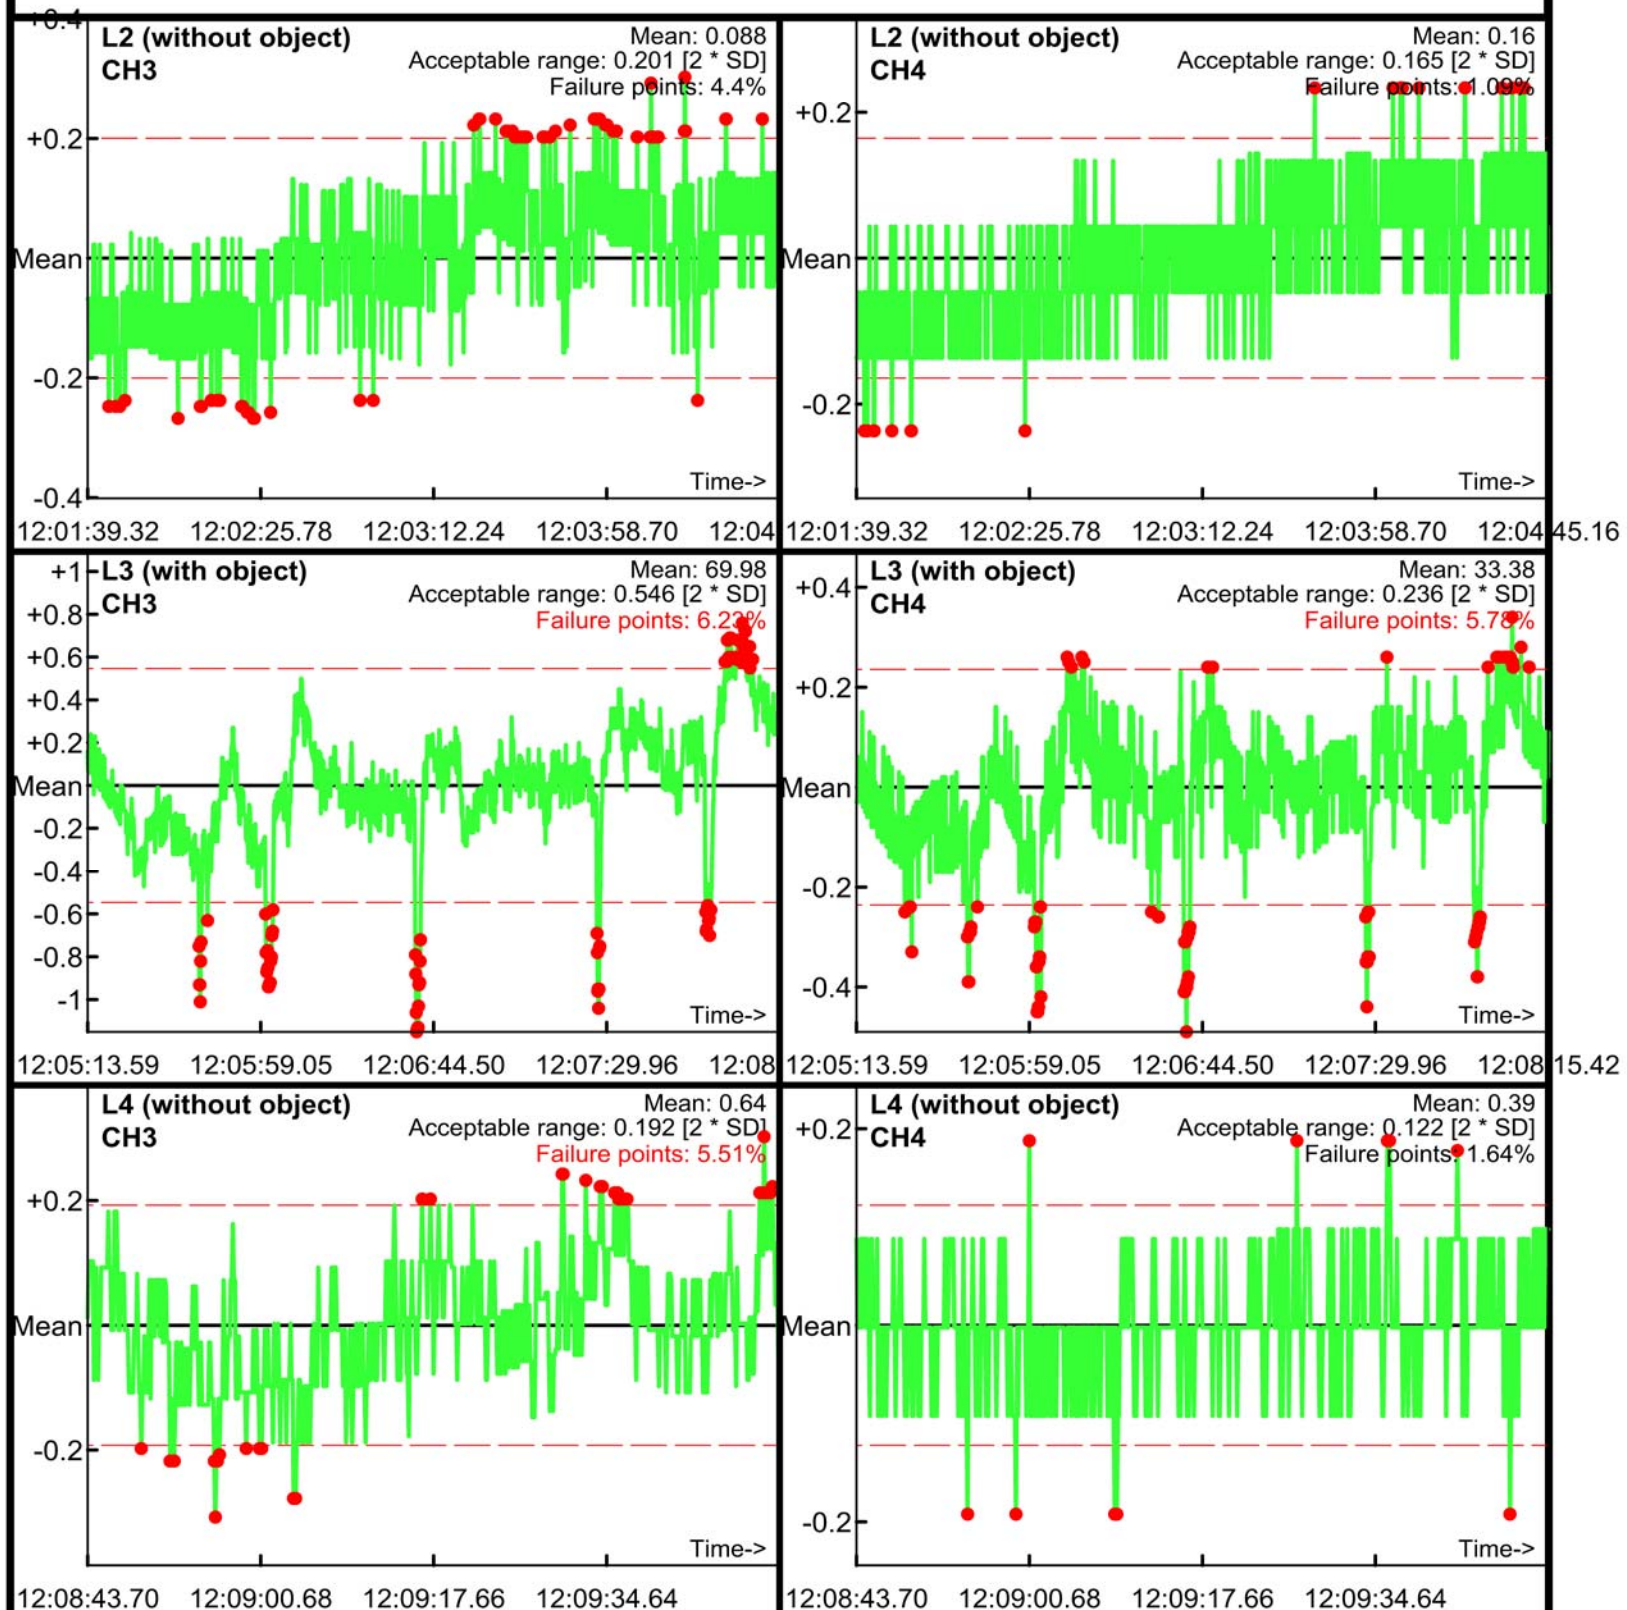 +0.4
L2 (without object)
CH3
Mean: 0.088
Acceptable range: 0.201 [2 * SD]
Failure points: 4.4%
+0.2
Mean
-0.2
-0.4
Time->
12:01:39.32 12:02:25.78 12:03:12.24 12:03:58.70 12:04
L2 (without object)
CH4
Mean: 0.16
Acceptable range: 0.165 [2 * SD]
Failure points: 1.09%
+0.2
Mean
-0.2
Time->
12:01:39.32 12:02:25.78 12:03:12.24 12:03:58.70 12:04:45.16
L3 (with object)
CH3
Mean: 69.98
Acceptable range: 0.546 [2 * SD]
Failure points: 6.23%
+1
+0.8
+0.6
+0.4
+0.2
Mean
-0.2
-0.4
-0.6
-0.8
-1
Time->
12:05:13.59 12:05:59.05 12:06:44.50 12:07:29.96 12:08
L3 (with object)
CH4
Mean: 33.38
Acceptable range: 0.236 [2 * SD]
Failure points: 5.78%
+0.4
+0.2
Mean
-0.2
-0.4
Time->
12:05:13.59 12:05:59.05 12:06:44.50 12:07:29.96 12:08:15.42
L4 (without object)
CH3
Mean: 0.64
Acceptable range: 0.192 [2 * SD]
Failure points: 5.51%
+0.2
Mean
-0.2
Time->
12:08:43.70 12:09:00.68 12:09:17.66 12:09:34.64
L4 (without object)
CH4
Mean: 0.39
Acceptable range: 0.122 [2 * SD]
Failure points: 1.64%
+0.2
Mean
-0.2
Time->
12:08:43.70 12:09:00.68 12:09:17.66 12:09:34.64